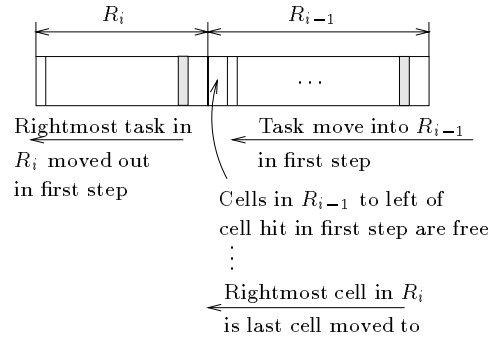 R_i R_{i-1}
...
Rightmost task in Task move into R_{i-1}
R_i moved out in first step
in first step
Cells in R_{i-1} to left of
cell hit in first step are free
Rightmost cell in R_i
is last cell moved to